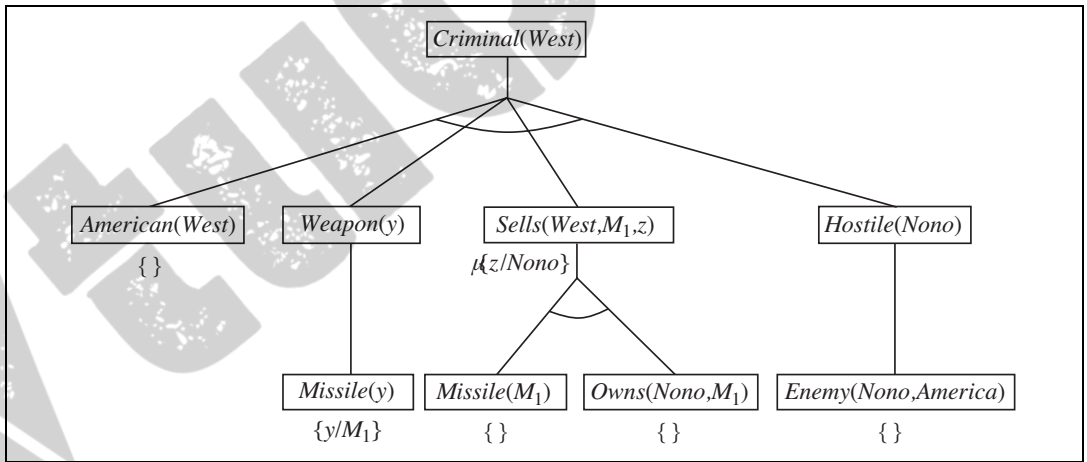 Criminal(West)
American(West) Weapon(y) Sells(West,M₁,z) Hostile(Nono)
{ } {z/Nono}
Missile(y) Missile(M₁) Owns(Nono,M₁) Enemy(Nono,America)
{y/M₁} { } { } { }